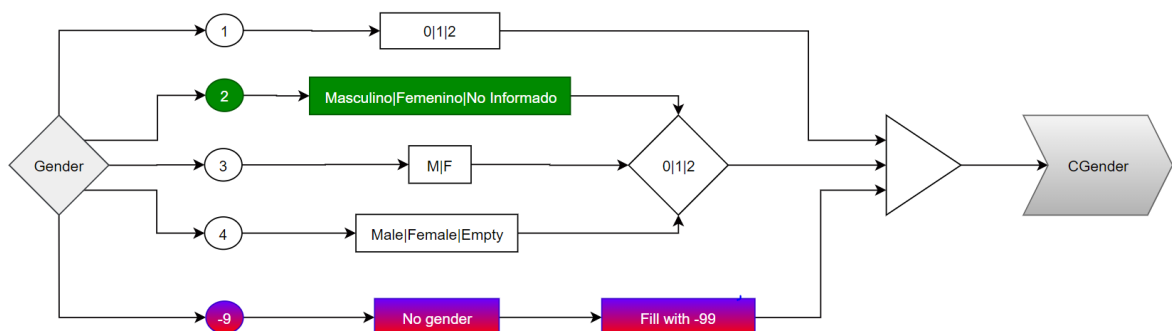 1
0|1|2
2
Masculino|Femenino|No Informado
Gender
3
M|F
0|1|2
CGender
4
Male|Female|Empty
-9
No gender
Fill with -99